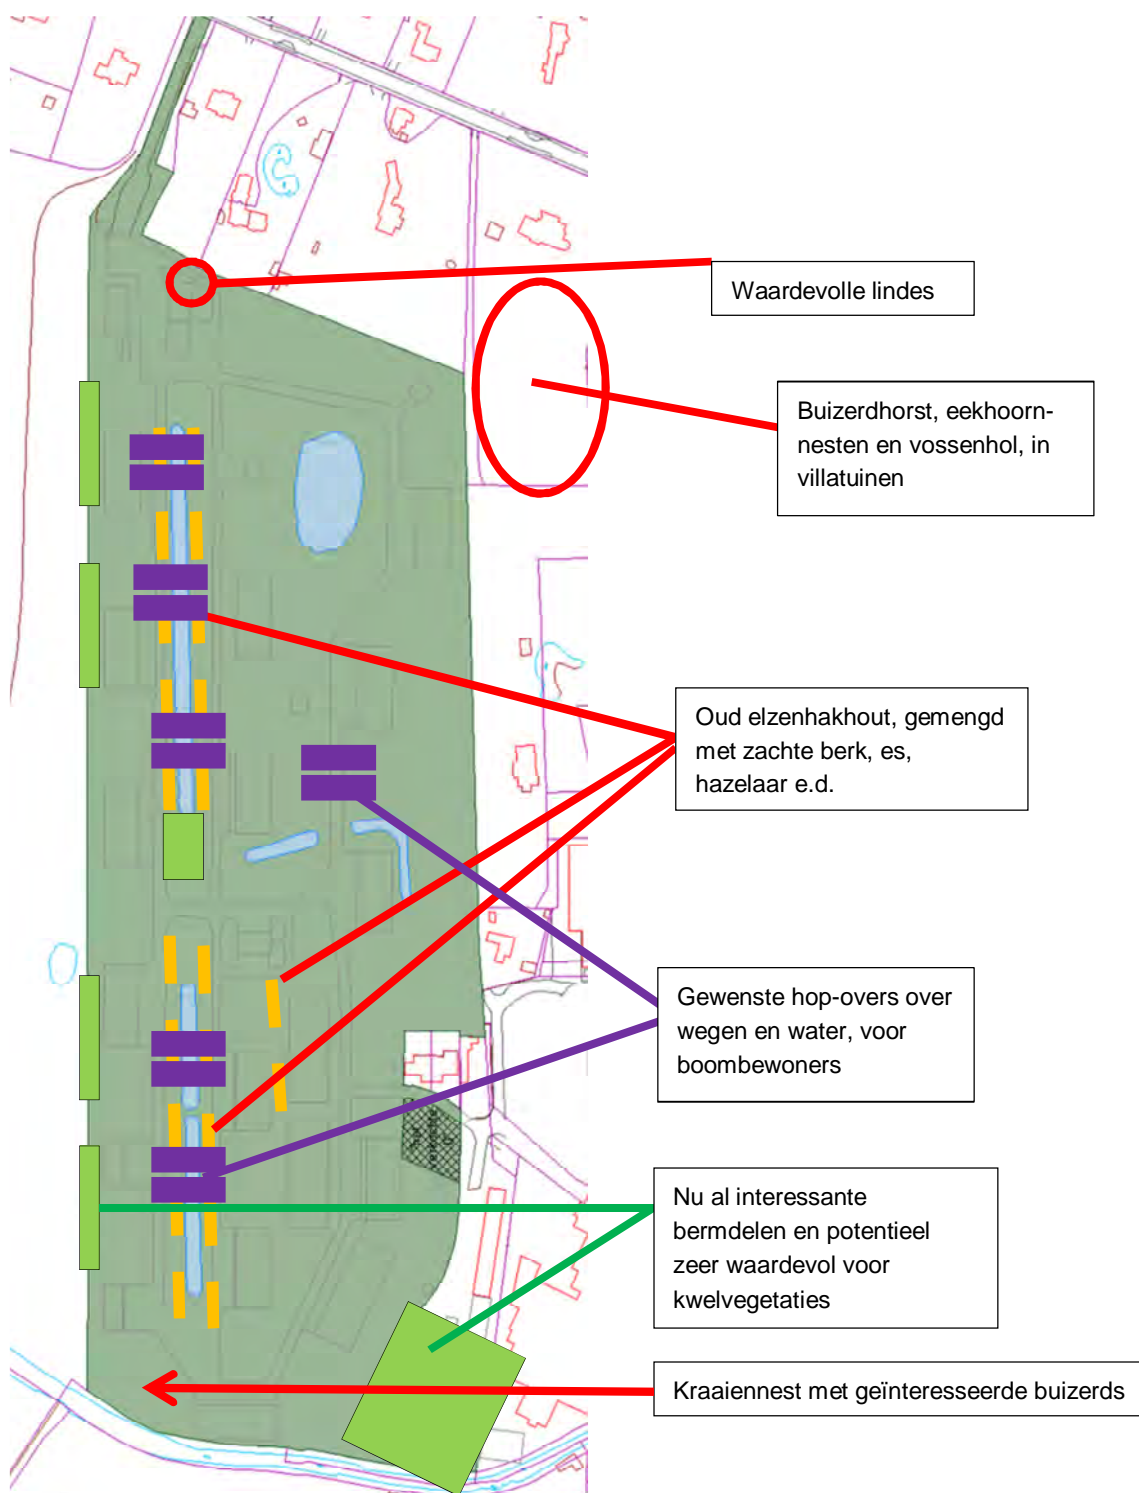 Waardevolle lindes
Buizerdhorst, eekhoorn-
nesten en vossenhol, in
villatuinen
Oud elzenhakhout, gemengd
met zachte berk, es,
hazelaar e.d.
Gewenste hop-overs over
wegen en water, voor
boombewoners
Nu al interessante
bermdelen en potentieel
zeer waardevol voor
kwelvegetaties
Kraaiennest met geïnteresseerde buizerds